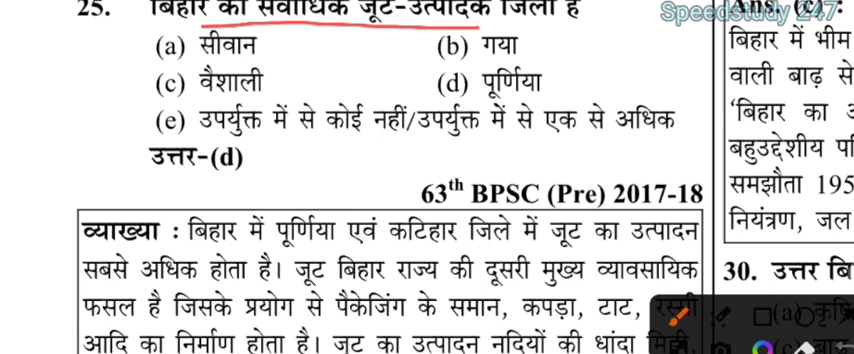 25. बिहार का सर्वाधिक जूट-उत्पादक जिला है
(a) सीवान (b) गया
(c) वैशाली (d) पूर्णिया
(e) उपर्युक्त में से कोई नहीं/उपर्युक्त में से एक से अधिक
उत्तर-(d)
63th BPSC (Pre) 2017-18
व्याख्या : बिहार में पूर्णिया एवं कटिहार जिले में जूट का उत्पादन
सबसे अधिक होता है। जूट बिहार राज्य की दूसरी मुख्य व्यावसायिक
फसल है जिसके प्रयोग से पैकेजिंग के समान, कपड़ा, टाट, रस्सी
आदि का निर्माण होता है। जूट का उत्पादन नदियों की धांदा मिट्टी,
Speedstudy 247
Ans. (c) :
बिहार में भीम
वाली बाढ़ से
‘बिहार का
बहुउद्देशीय
समझौता 195
नियंत्रण, जल
30. उत्तर बि
(a) कृषि
(c)